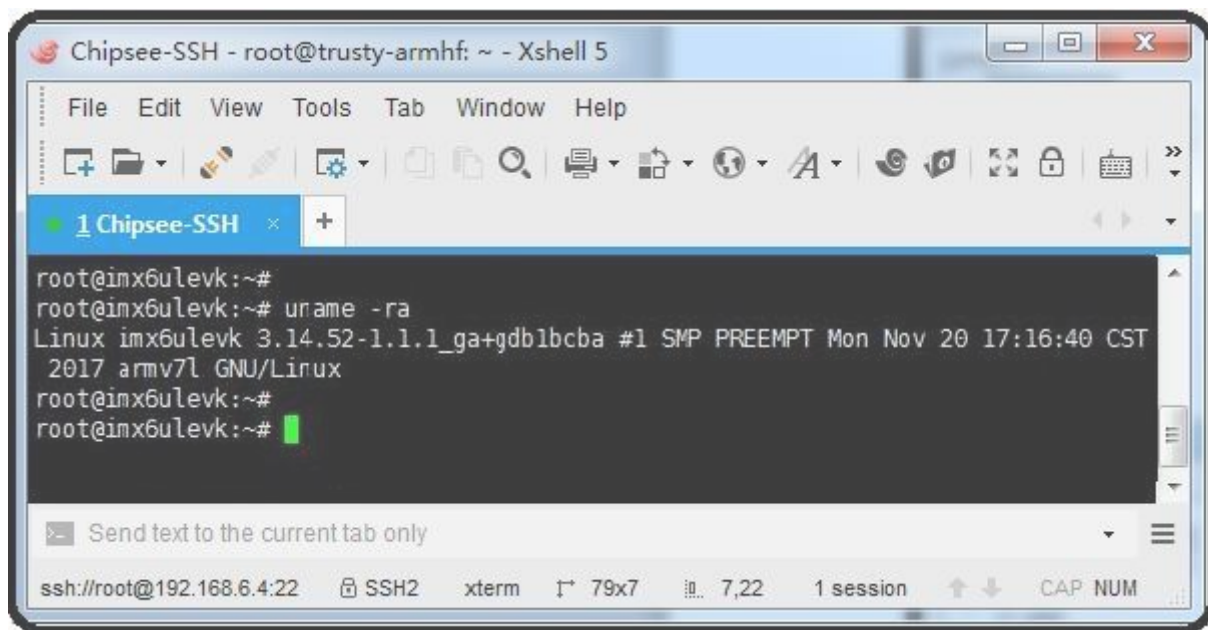 Chipsee-SSH - root@trusty-armhf: ~ - Xshell 5
File Edit View Tools Tab Window Help
1 Chipsee-SSH × +
root@imx6ulevk:~#
root@imx6ulevk:~# uname -ra
Linux imx6ulevk 3.14.52-1.1.1_ga+gdb1bcba #1 SMP PREEMPT Mon Nov 20 17:16:40 CST
2017 armv7l GNU/Linux
root@imx6ulevk:~#
root@imx6ulevk:~#
Send text to the current tab only
ssh://root@192.168.6.4:22 SSH2 xterm 79x7 7,22 1 session CAP NUM